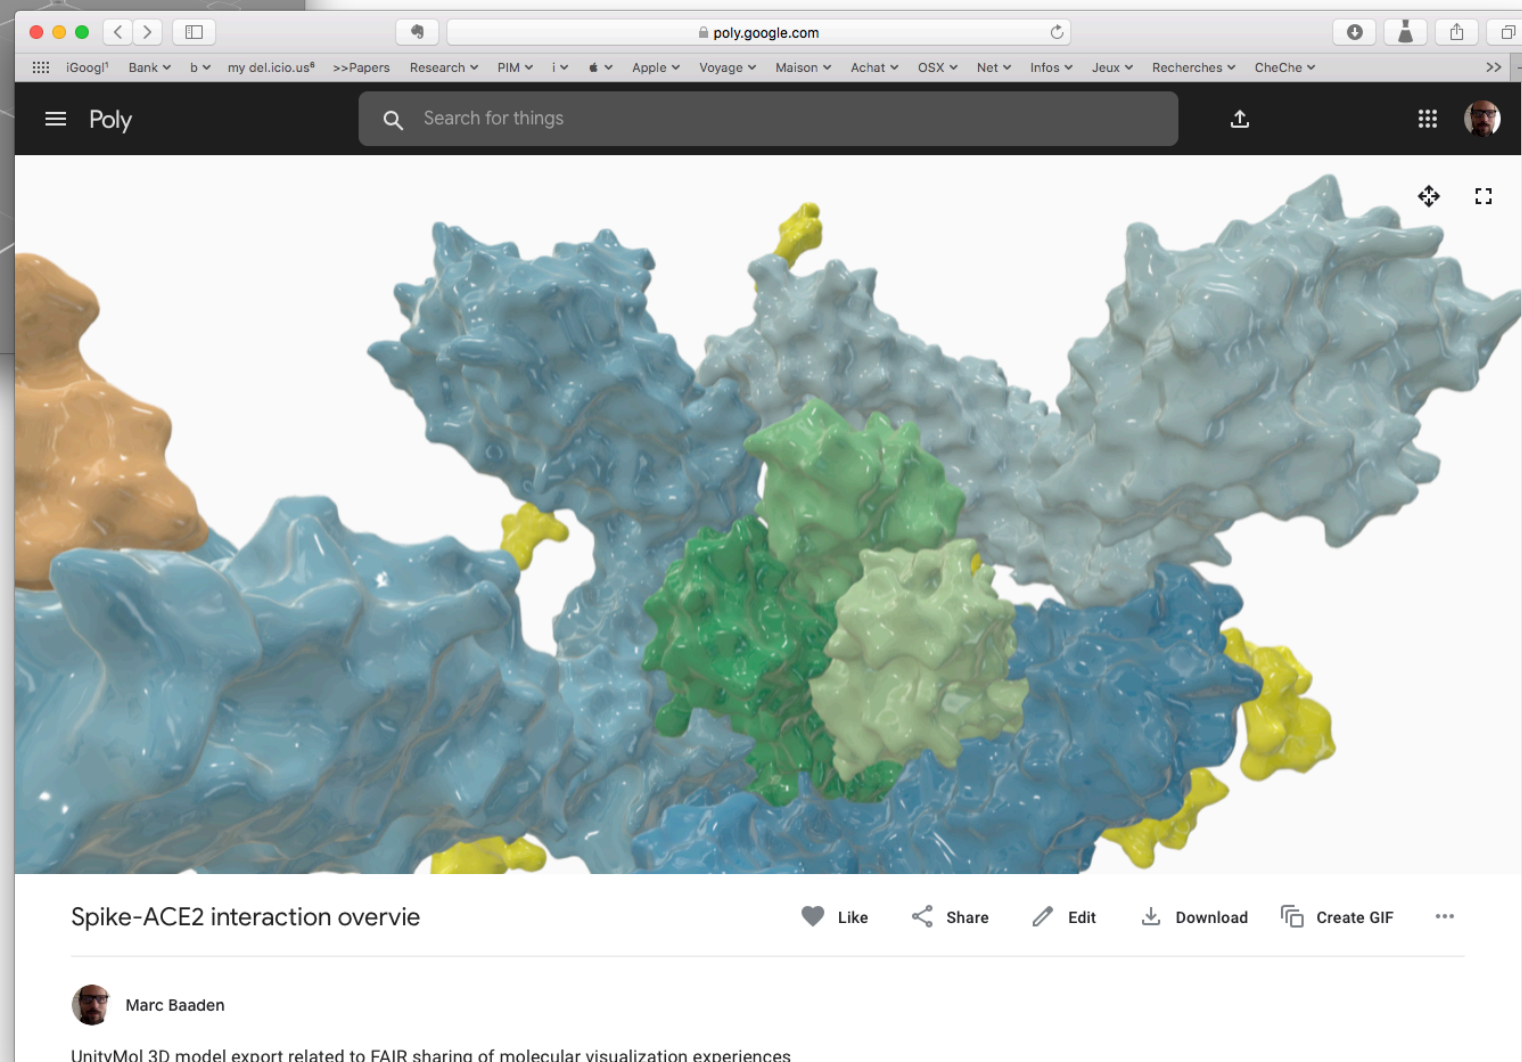 poly.google.com
iGoogl¹ Bank b my del.icio.us⁶ >>Papers Research PIM i Apple Voyage Maison Achat OSX Net Infos Jeux Recherches CheChe
Poly Search for things
Spike-ACE2 interaction overvie Like Share Edit Download Create GIF
Marc Baaden
UnityMol 3D model export related to FAIR sharing of molecular visualization experiences